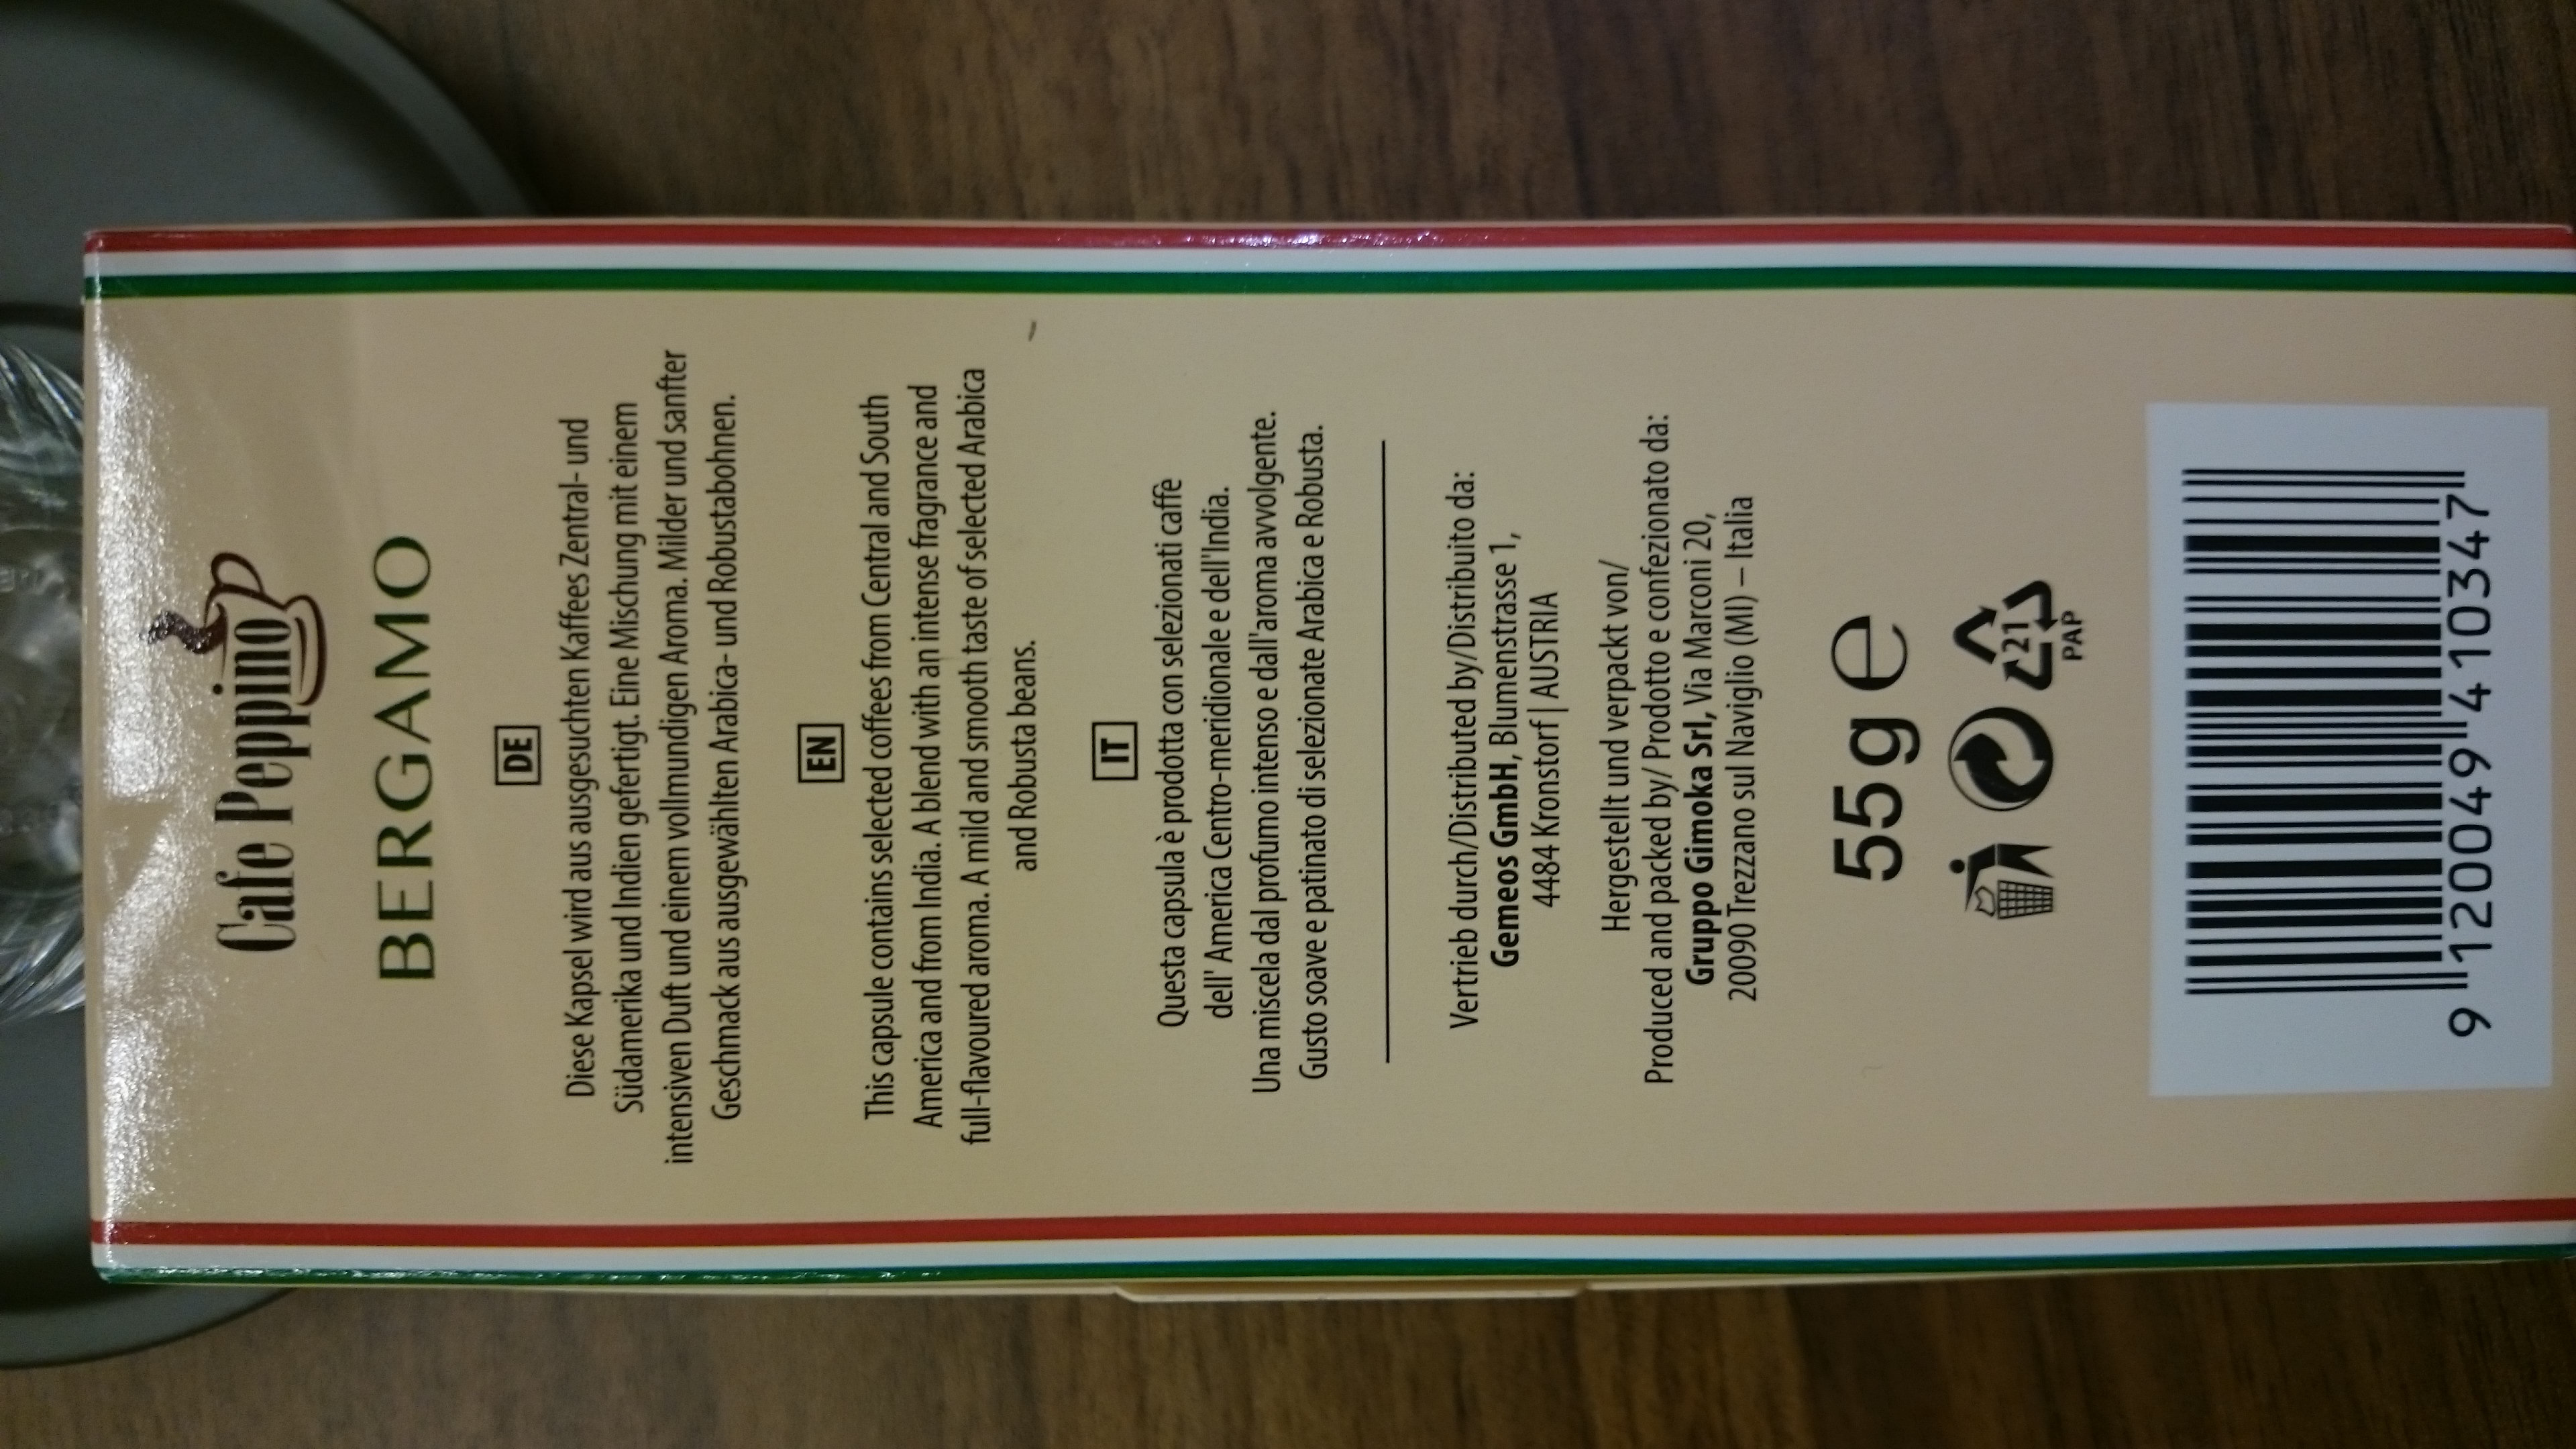 Cafe Peppino
BERGAMO
DE
Diese Kapsel wird aus ausgesuchten Kaffees Zentral- und
Südamerika und Indien gefertigt. Eine Mischung mit einem
intensiven Duft und einem vollmundigen Aroma. Milder und sanfter
Geschmack aus ausgewählten Arabica- und Robustabohnen.
EN
This capsule contains selected coffees from Central and South
America and from India. A blend with an intense fragrance and
full-flavoured aroma. A mild and smooth taste of selected Arabica
and Robusta beans.
IT
Questa capsula è prodotta con selezionati caffe
dell' America Centro-meridionale e dell'India.
Una miscela dal profumo intenso e dall'aroma avvolgente.
Gusto soave e patinato di selezionate Arabica e Robusta.
Vertrieb durch/Distributed by/Distribuito da:
Gemeos GmbH, Blumenstrasse 1,
4484 Kronstorf | AUSTRIA
Hergestellt und verpackt von/
Produced and packed by/ Prodotto e confezionato da:
Gruppo Gimoka Srl, Via Marconi 20,
20090 Trezzano sul Naviglio (MI) – Italia
55 g ℮
21
PAP
9 120049 410347